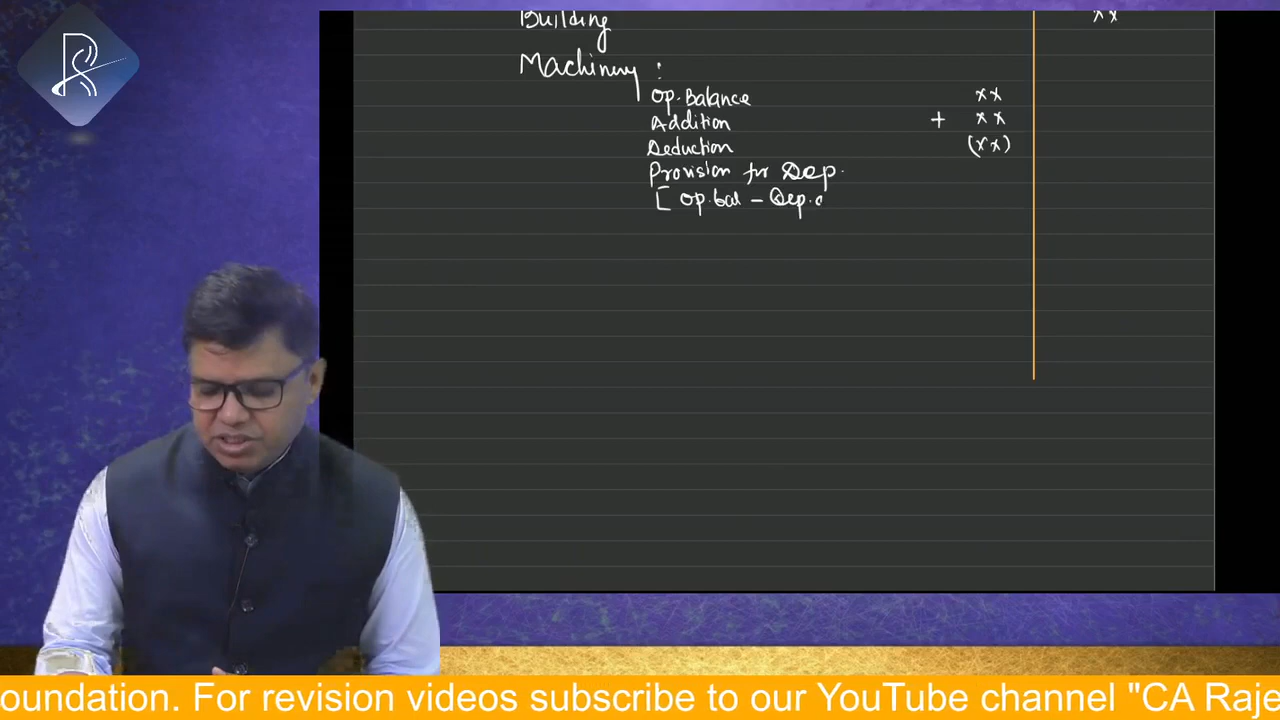 Building xx
Machinery :
Op. Balance xx
Addition + xx
Deduction (xx)
Provision for Dep.
[ Op. bal - Dep. o
oundation. For revision videos subscribe to our YouTube channel "CA Raje